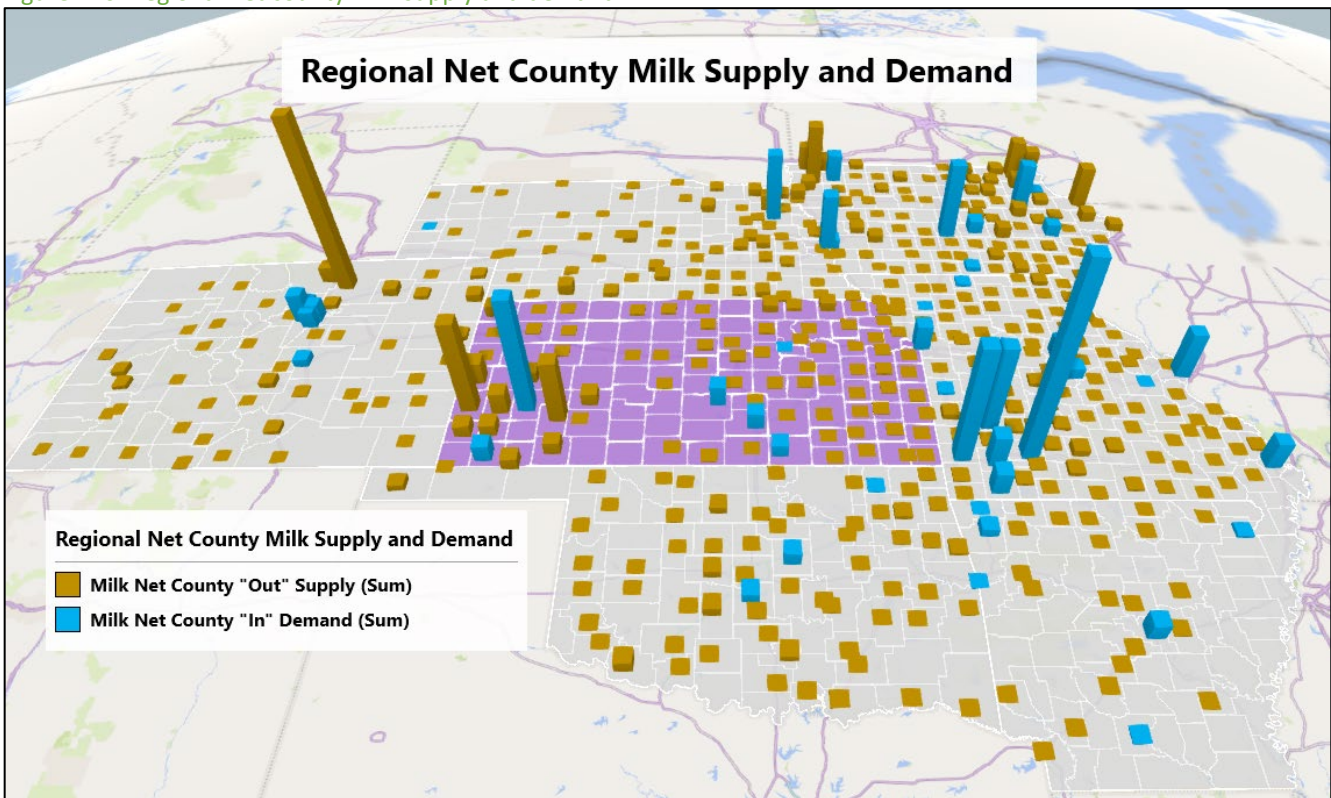 Regional Net County Milk Supply and Demand
Regional Net County Milk Supply and Demand
Milk Net County "Out" Supply (Sum)
Milk Net County "In" Demand (Sum)